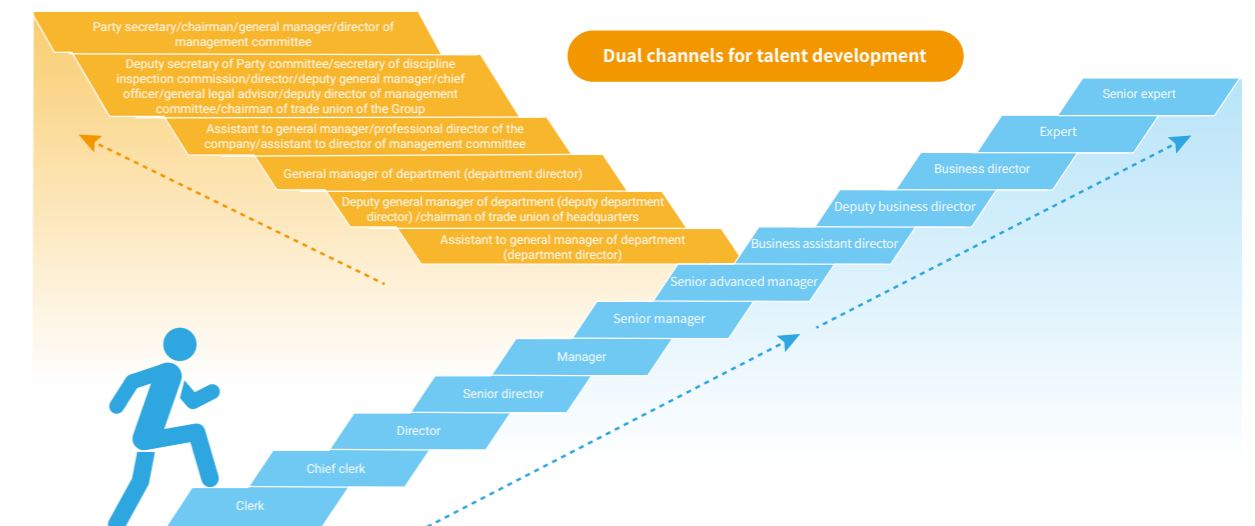 Party secretary/chairman/general manager/director of
management committee
Dual channels for talent development
Deputy secretary of Party committee/secretary of discipline
inspection commission/director/deputy general manager/chief
officer/general legal advisor/deputy director of management
committee/chairman of trade union of the Group
Senior expert
Assistant to general manager/professional director of the
company/assistant to director of management committee
Expert
General manager of department (department director)
Business director
Deputy general manager of department (deputy department
director) /chairman of trade union of headquarters
Deputy business director
Assistant to general manager of department
(department director)
Business assistant director
Senior advanced manager
Senior manager
Manager
Senior director
Director
Chief clerk
Clerk